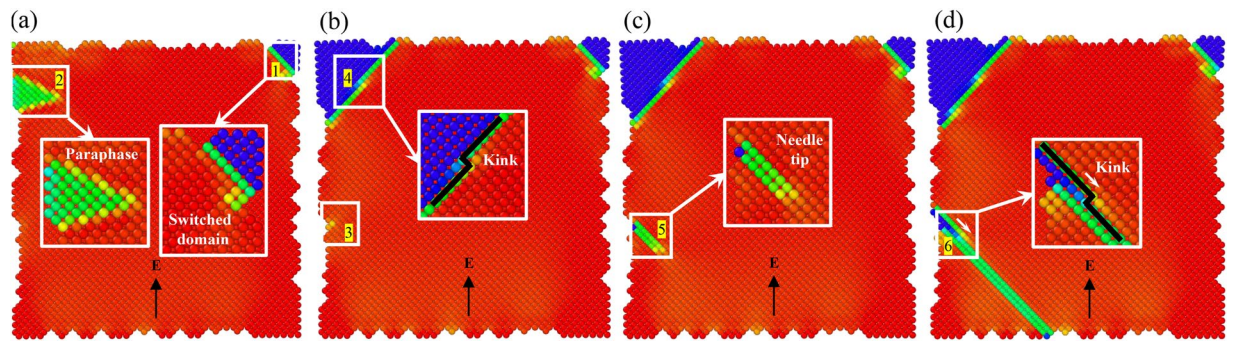 (a)
2
1
Paraphase
Switched
domain
E
(b)
4
Kink
3
E
(c)
Needle
tip
5
E
(d)
Kink
6
E